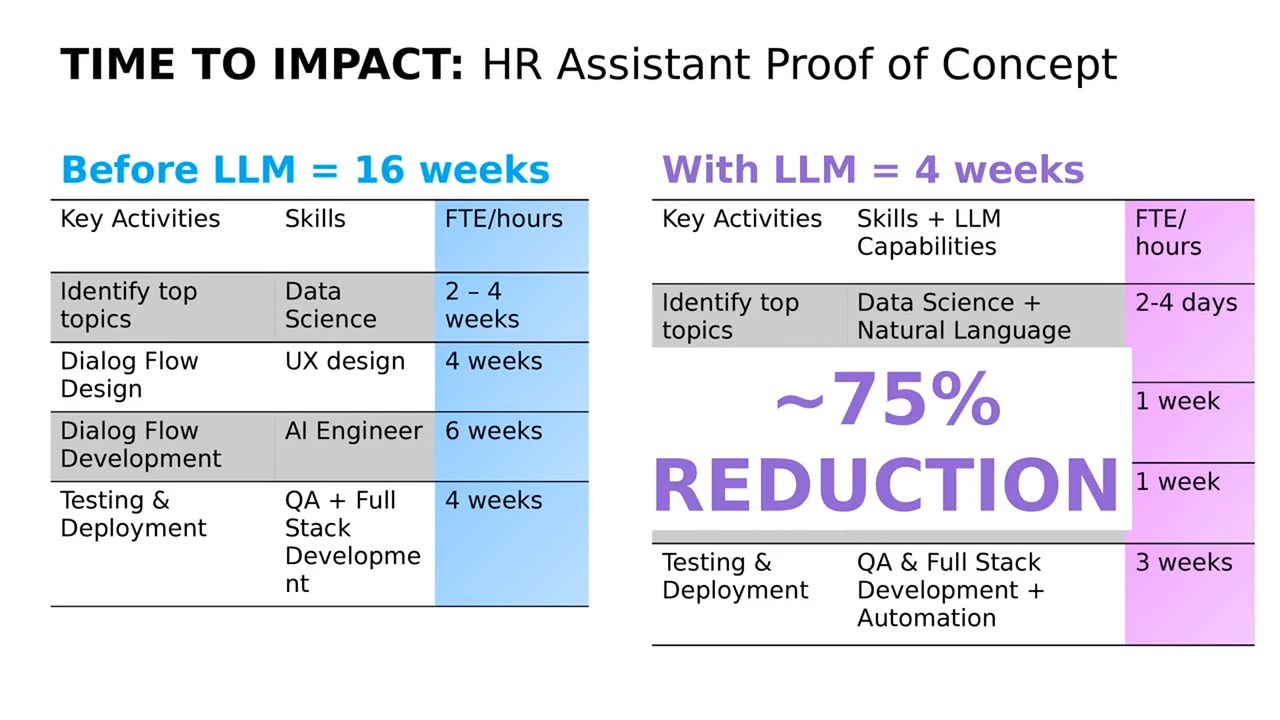 TIME TO IMPACT: HR Assistant Proof of Concept
Before LLM = 16 weeks
Key Activities
Skills
FTE/hours
Identify top
topics
Data
Science
2 – 4
weeks
Dialog Flow
Design
UX design
4 weeks
Dialog Flow
Development
AI Engineer
6 weeks
Testing &
Deployment
QA + Full
Stack
Developme
nt
4 weeks
With LLM = 4 weeks
Key Activities
Skills + LLM
Capabilities
FTE/
hours
Identify top
topics
Data Science +
Natural Language
2-4 days
~75%
REDUCTION
1 week
1 week
Testing &
Deployment
QA & Full Stack
Development +
Automation
3 weeks